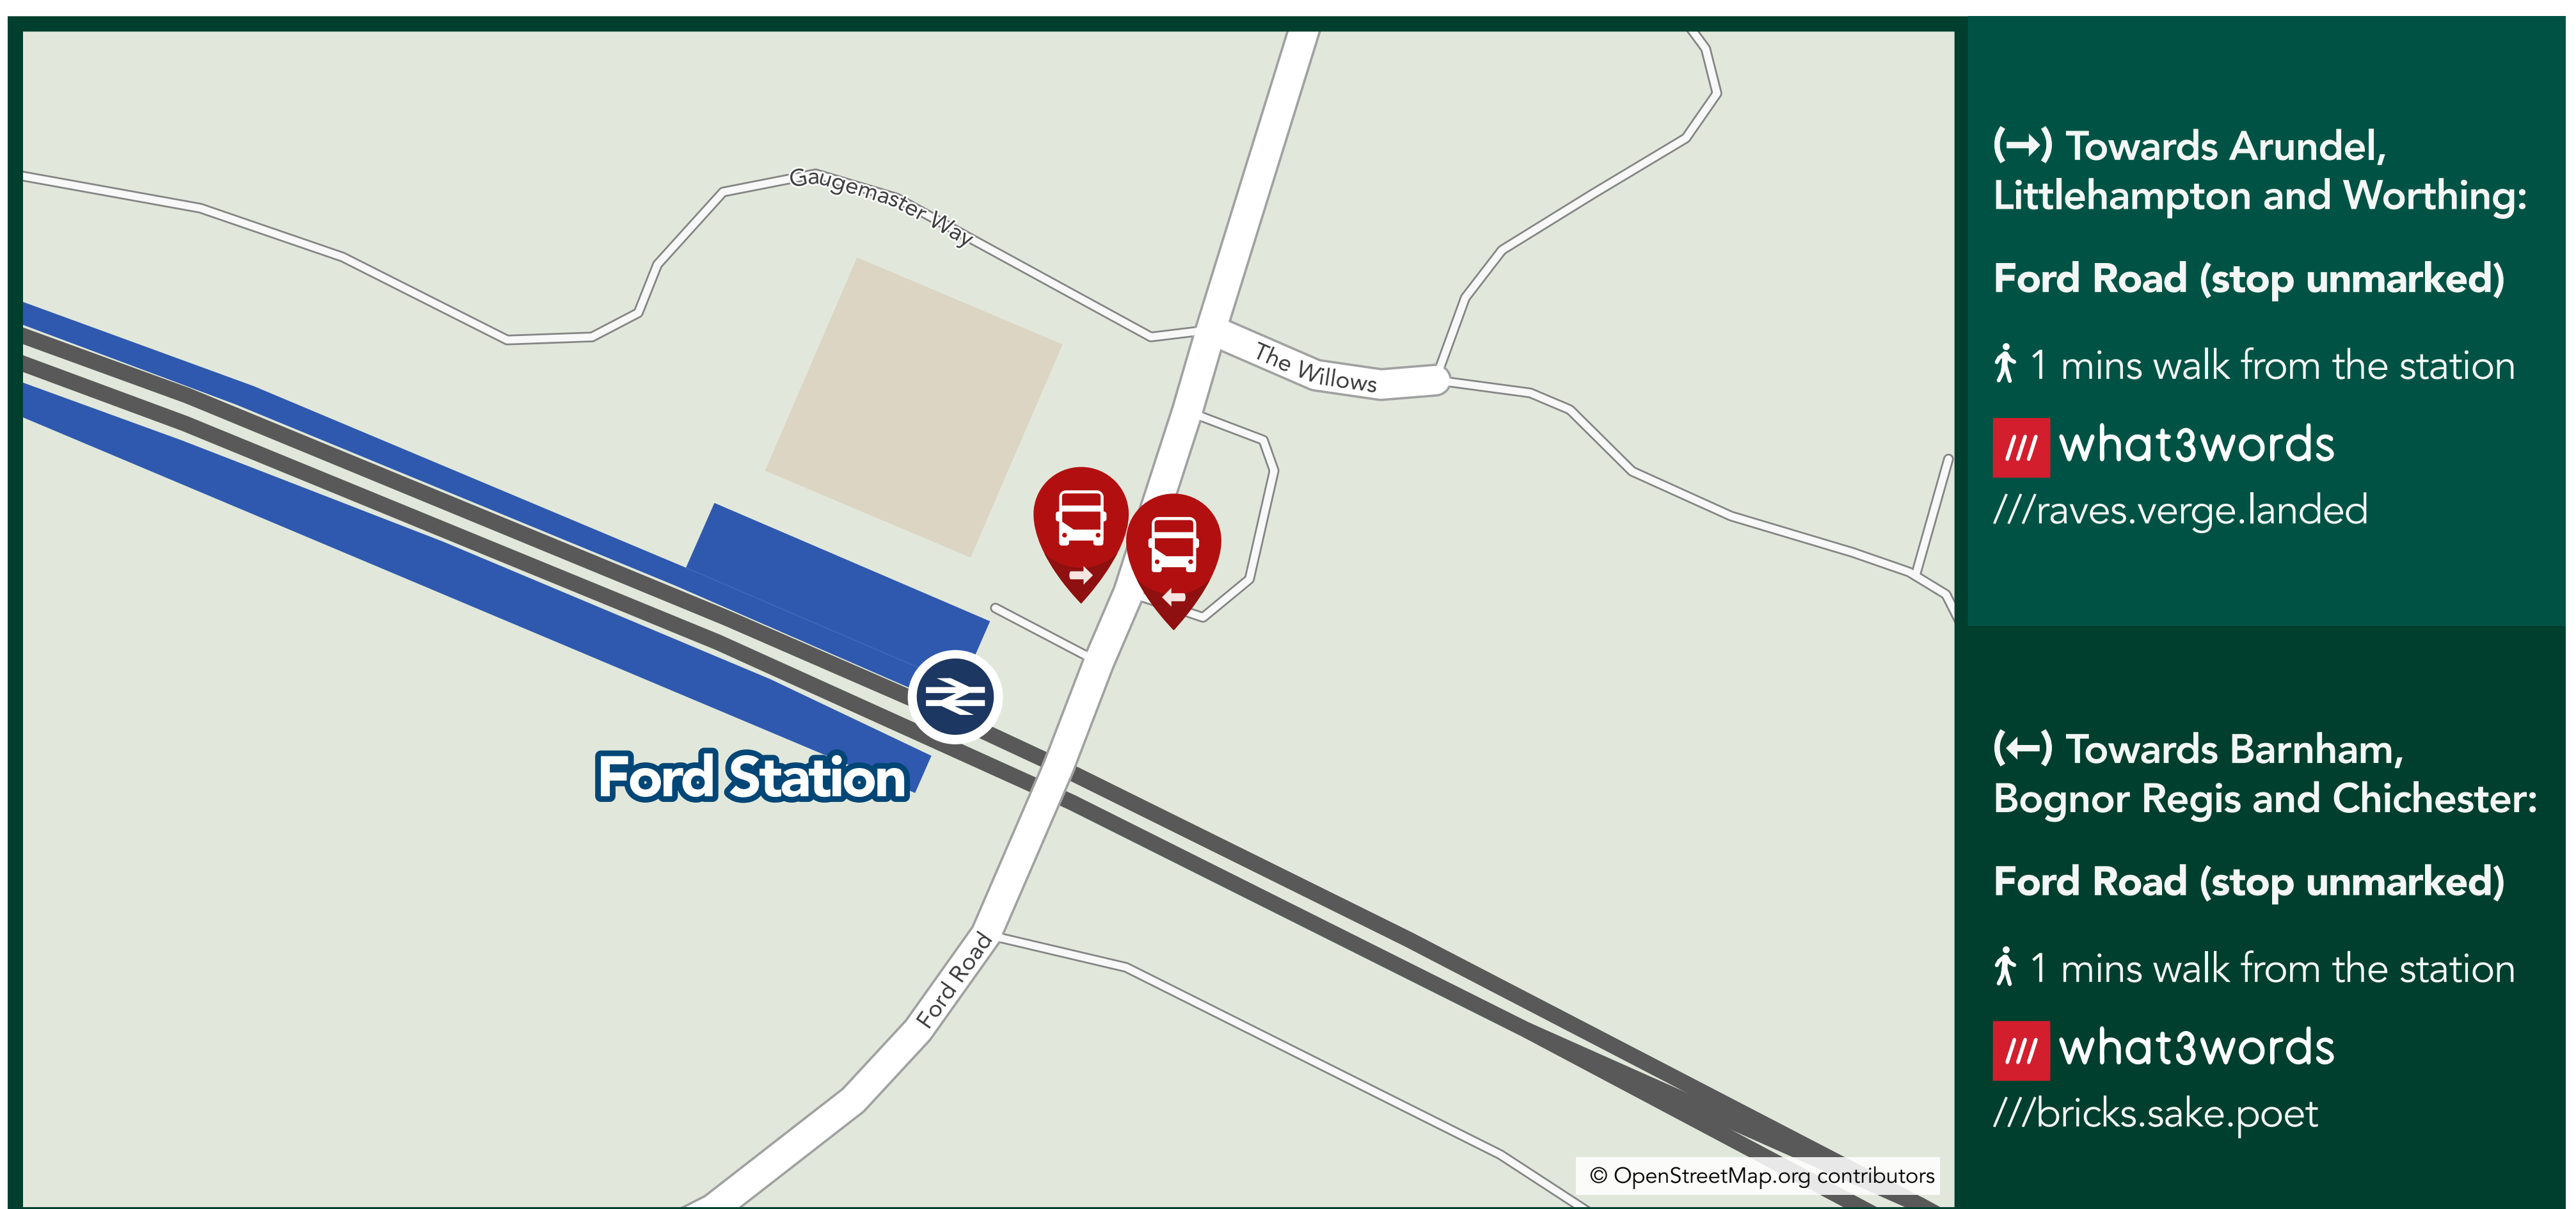 Gaugemaster Way
The Willows
Ford Station
Ford Road
© OpenStreetMap.org contributors
(→) Towards Arundel,
Littlehampton and Worthing:
Ford Road (stop unmarked)
1 mins walk from the station
/// what3words
///raves.verge.landed
(←) Towards Barnham,
Bognor Regis and Chichester:
Ford Road (stop unmarked)
1 mins walk from the station
/// what3words
///bricks.sake.poet